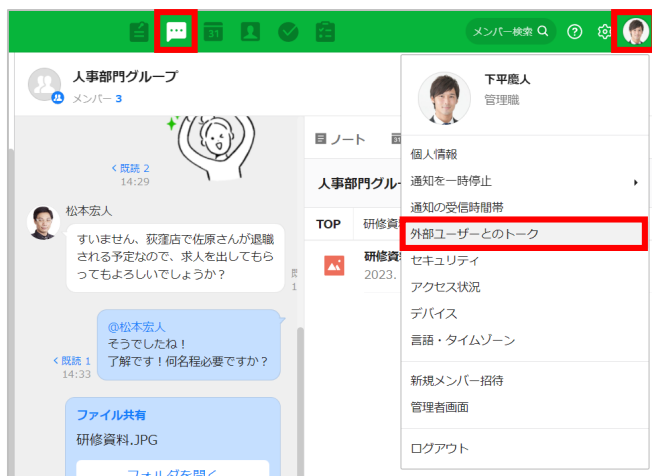 31
メンバー検索
人事部門グループ
メンバー 3
既読 2
14:29
松本宏人
すいません、荻窪店で佐原さんが退職
される予定なので、求人を出してもら
ってもよろしいでしょうか？
@松本宏人
そうでしたね！
了解です！何名程必要ですか？
既読 1
14:33
ファイル共有
研修資料.JPG
フォルダを開く
ノート
31
人事部門グルー
TOP
研修資
研修資
2023.
下平慶人
管理職
個人情報
通知を一時停止
通知の受信時間帯
外部ユーザーとのトーク
セキュリティ
アクセス状況
デバイス
言語・タイムゾーン
新規メンバー招待
管理者画面
ログアウト